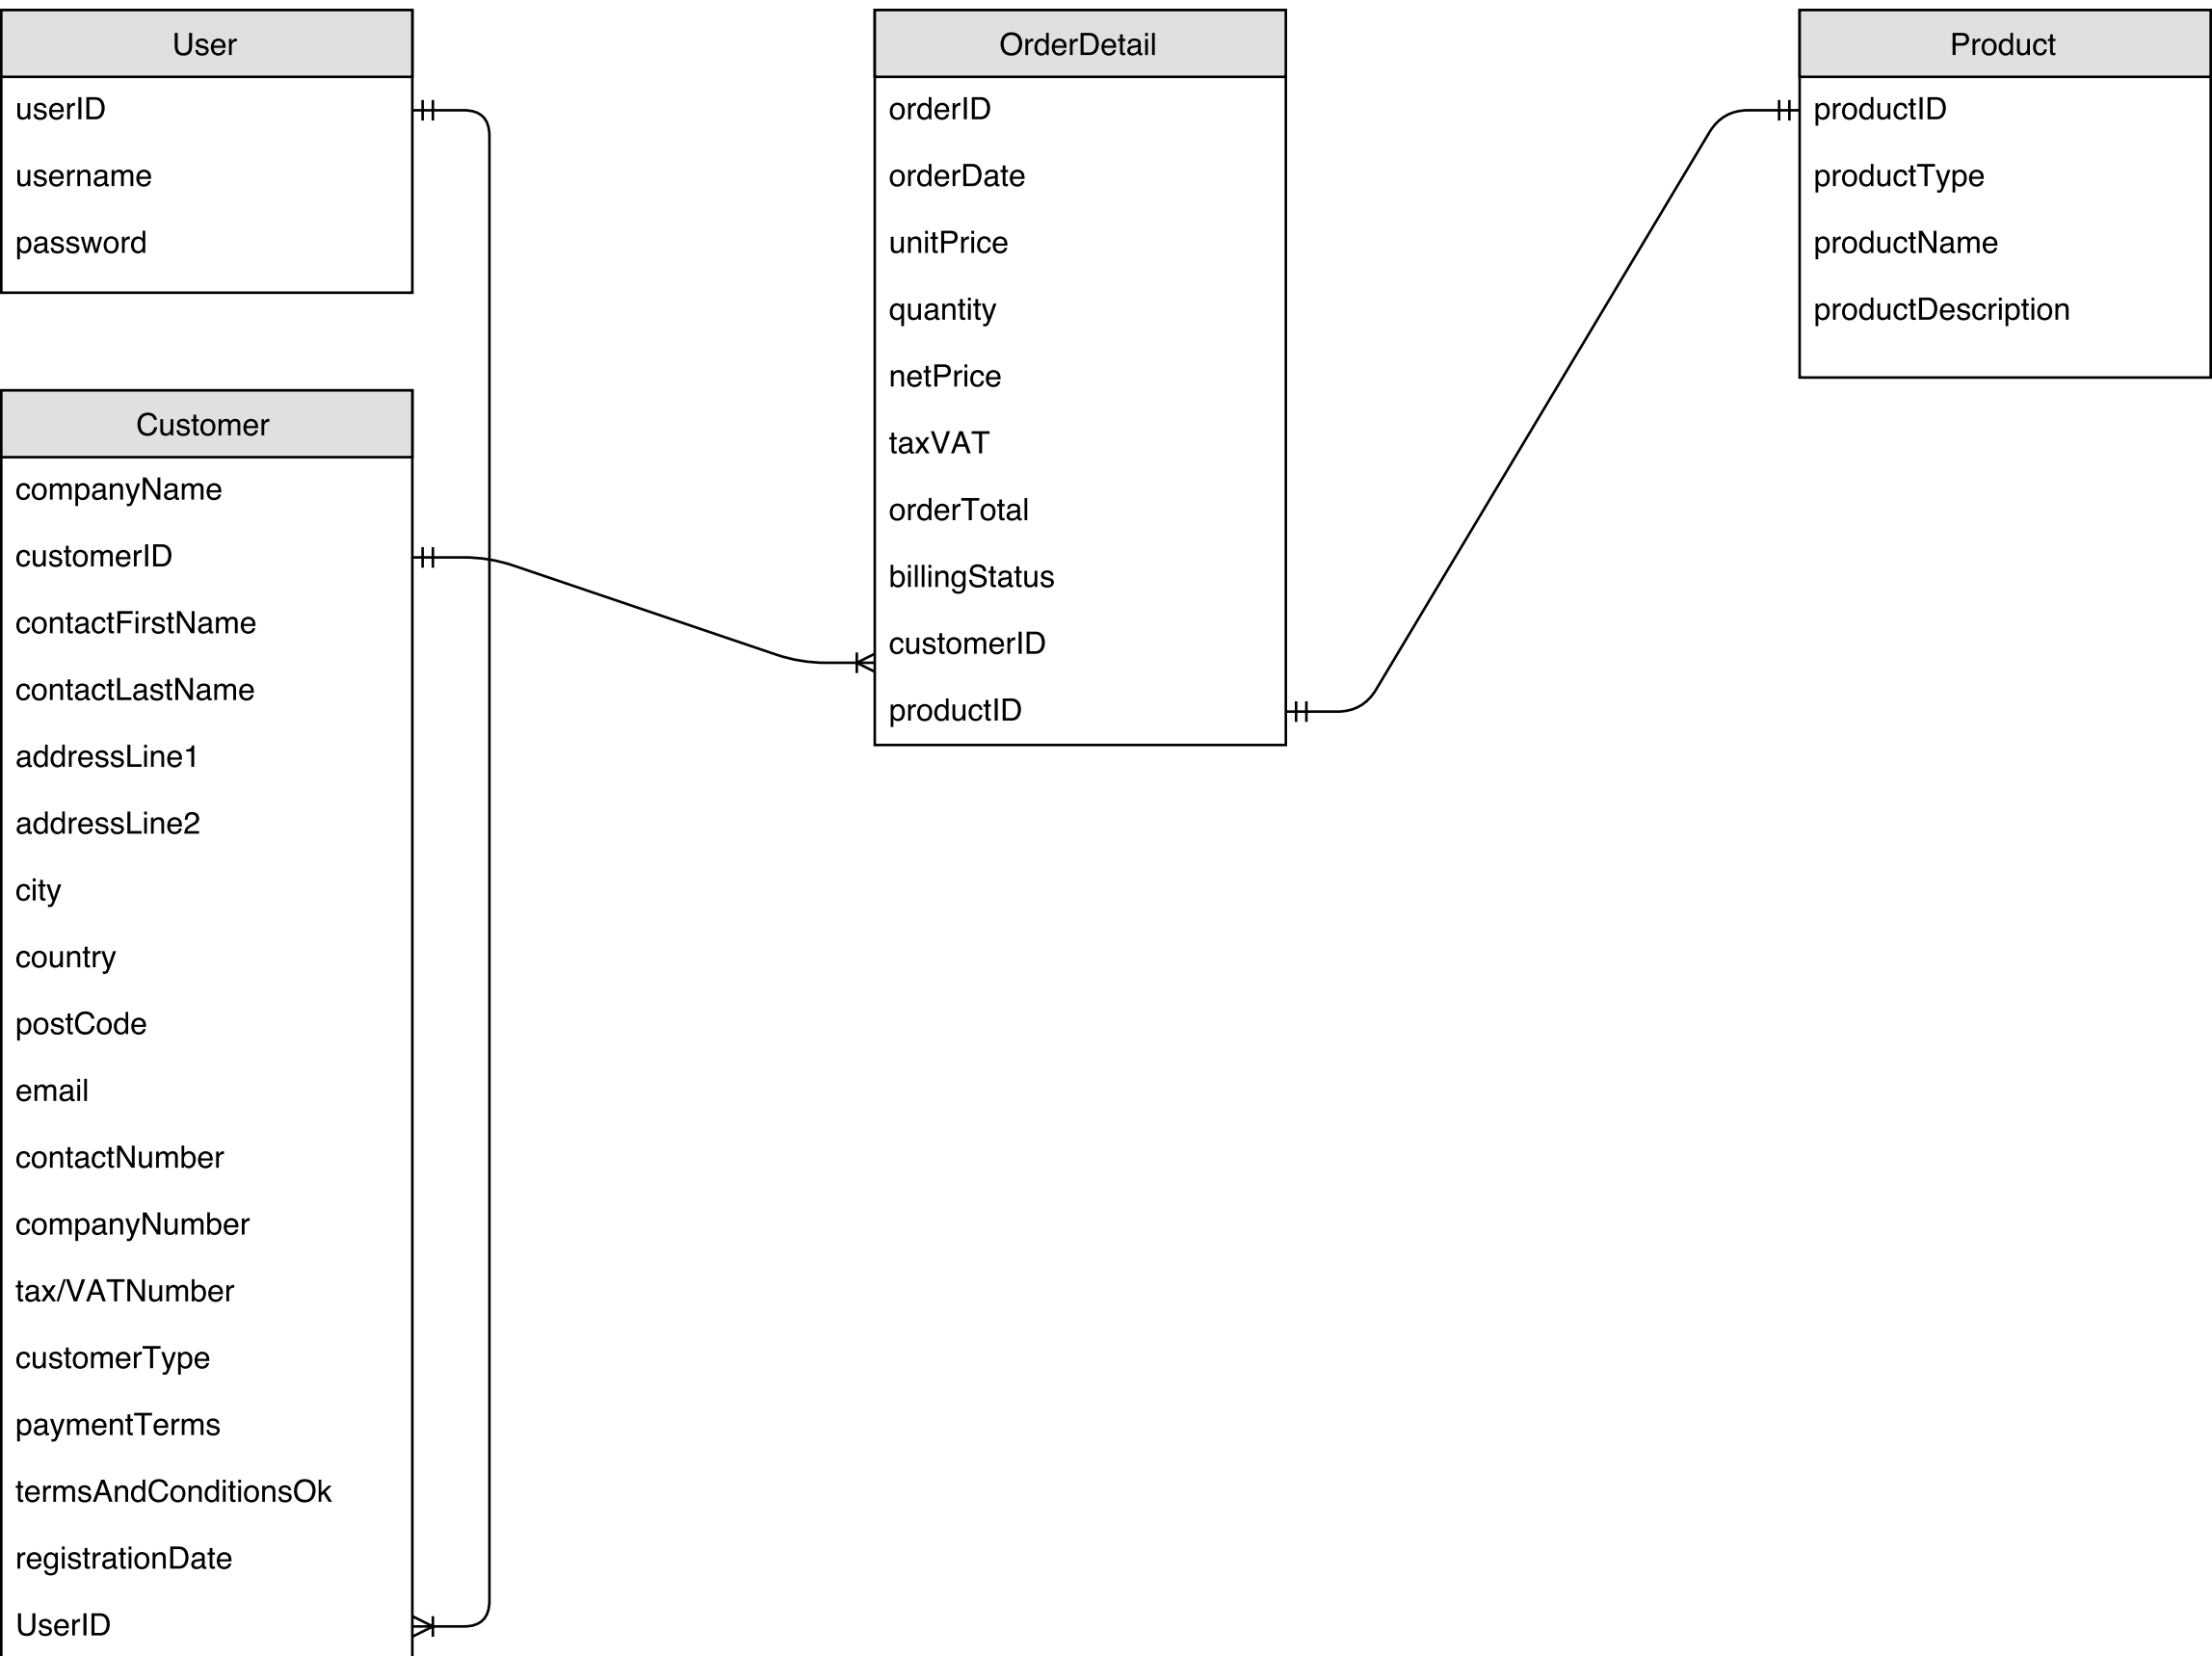 User
userID
username
password
Customer
companyName
customerID
contactFirstName
contactLastName
addressLine1
addressLine2
city
country
postCode
email
contactNumber
companyNumber
tax/VATNumber
customerType
paymentTerms
termsAndConditionsOk
registrationDate
UserID
OrderDetail
orderID
orderDate
unitPrice
quantity
netPrice
taxVAT
orderTotal
billingStatus
customerID
productID
Product
productID
productType
productName
productDescription